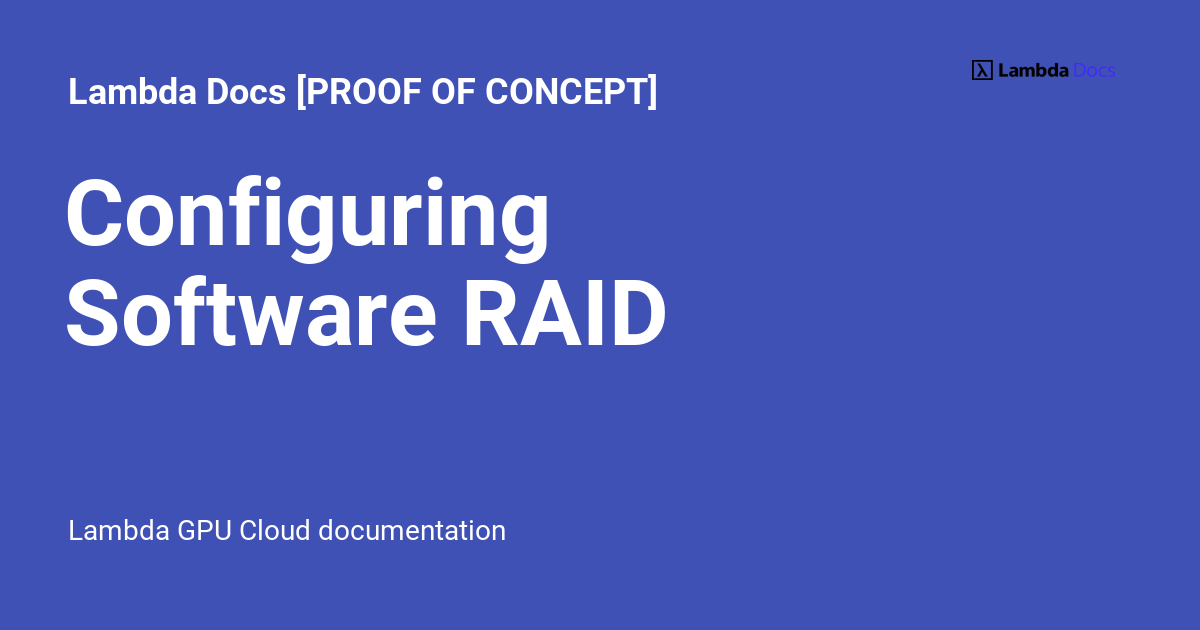 Lambda Docs [PROOF OF CONCEPT]
λ Lambda Docs
Configuring
Software RAID
Lambda GPU Cloud documentation